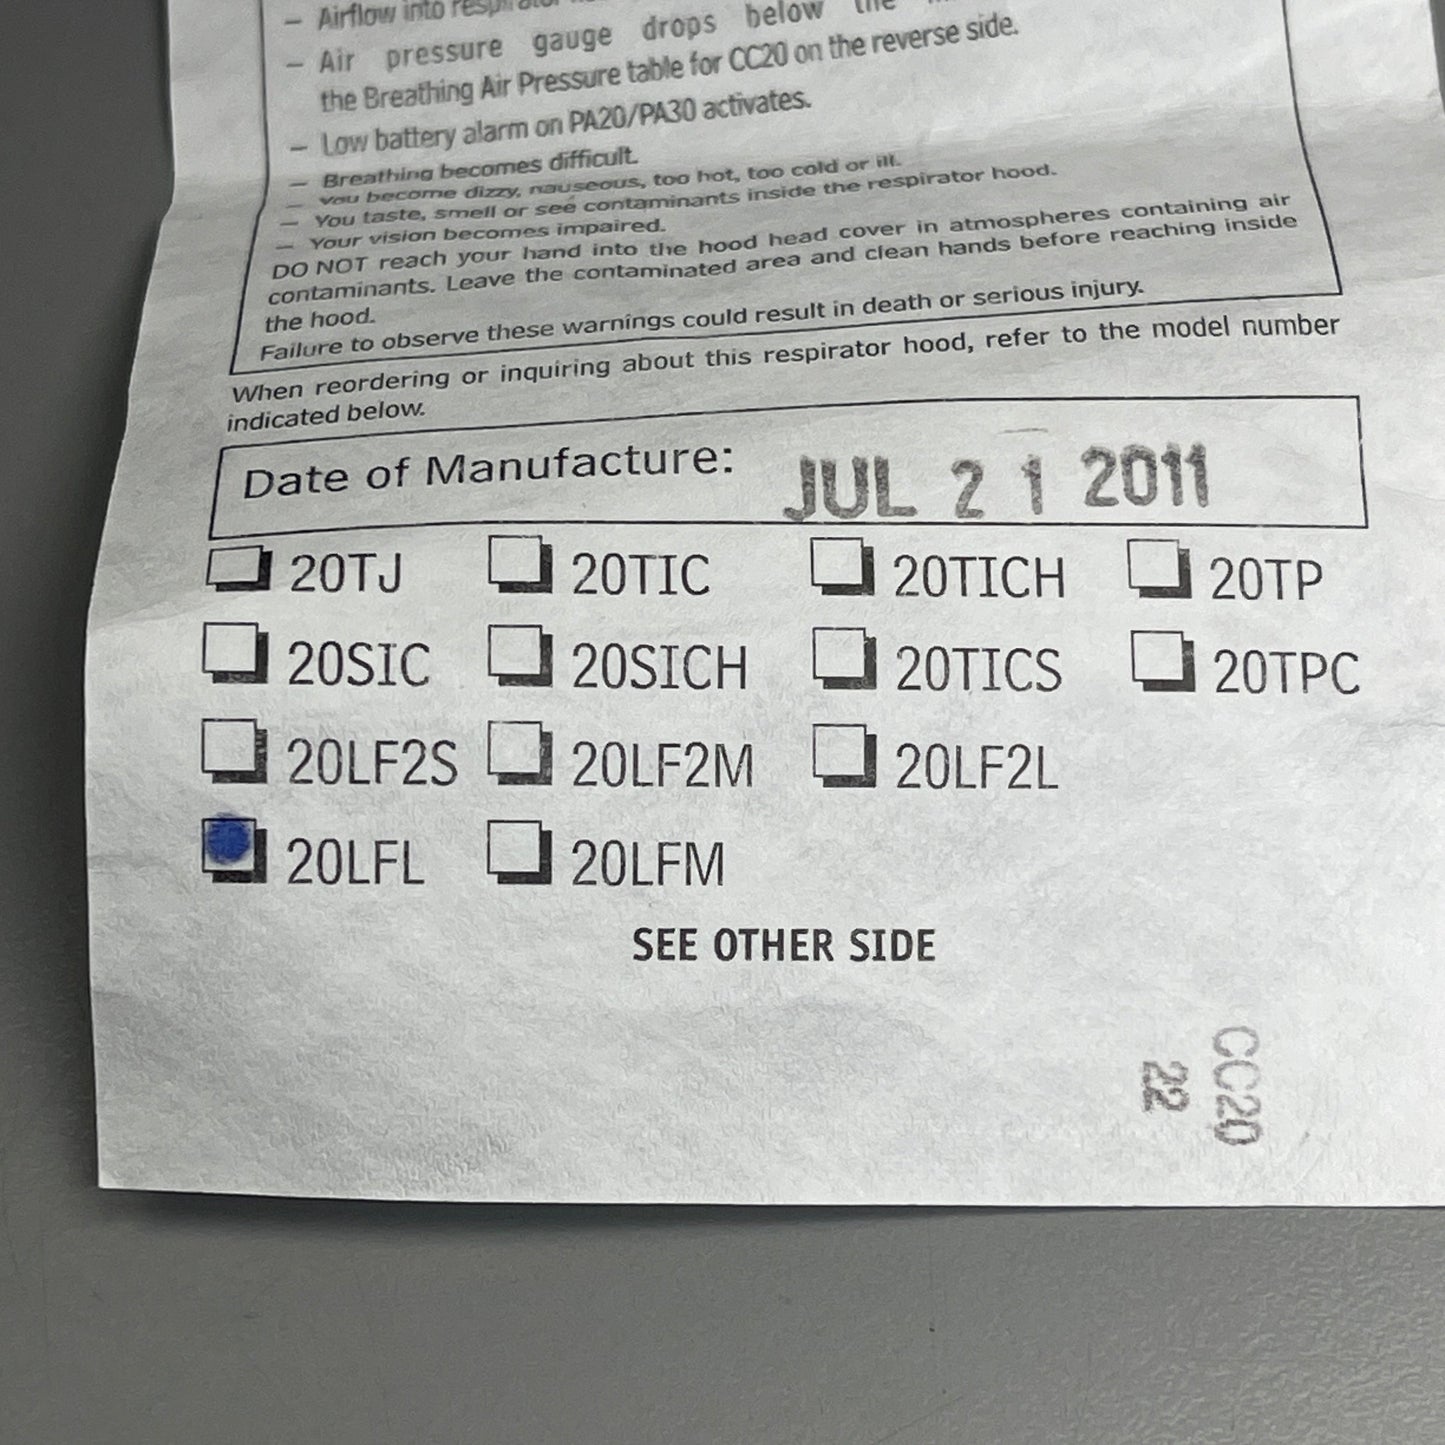 – Airflow into respirator
– Air pressure gauge drops below the
the Breathing Air Pressure table for CC20 on the reverse side.
– Low battery alarm on PA20/PA30 activates.
– Breathing becomes difficult.
– You become dizzy, nauseous, too hot, too cold or ill.
– You taste, smell or see contaminants inside the respirator hood.
– Your vision becomes impaired.
DO NOT reach your hand into the hood head cover in atmospheres containing air
contaminants. Leave the contaminated area and clean hands before reaching inside
the hood.
Failure to observe these warnings could result in death or serious injury.
When reordering or inquiring about this respirator hood, refer to the model number
indicated below.
Date of Manufacture: JUL 21 2011
20TJ 20TIC 20TICH 20TP
20SIC 20SICH 20TICS 20TPC
20LF2S 20LF2M 20LF2L
20LFL 20LFM
SEE OTHER SIDE
CC20
22